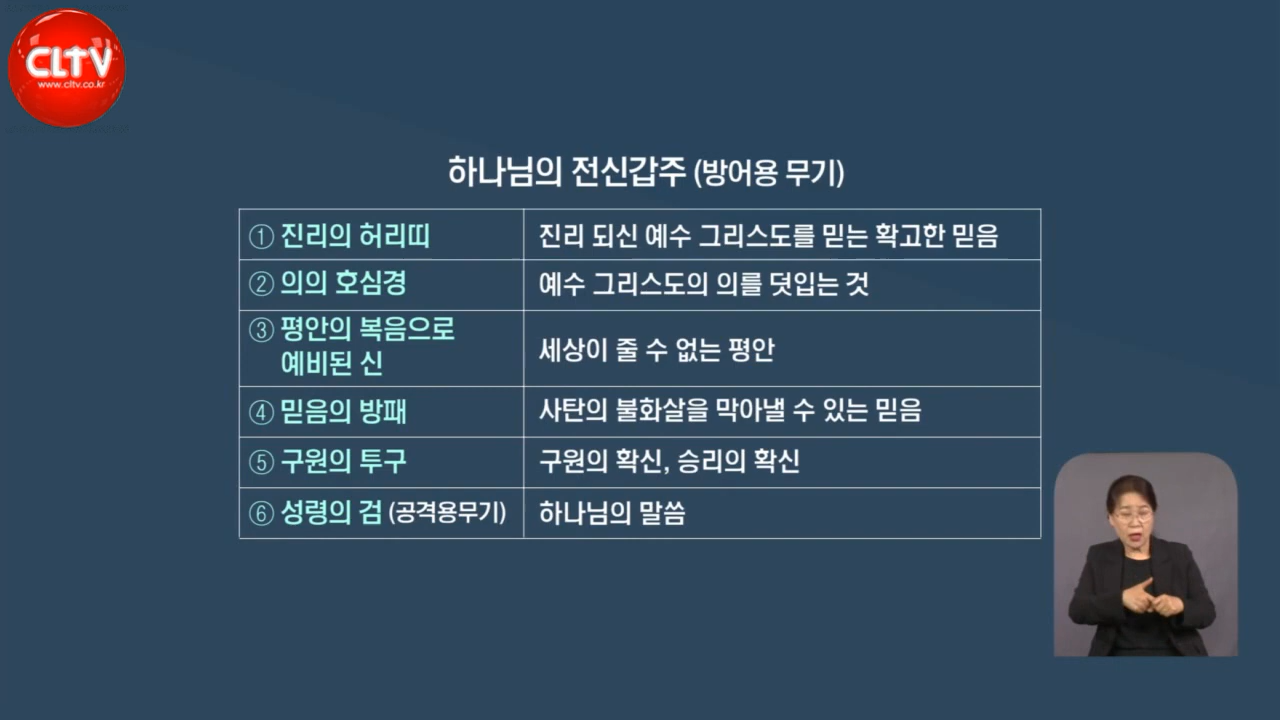 CLTV
www.cltv.co.kr
하나님의 전신갑주 (방어용 무기)
① 진리의 허리띠
진리 되신 예수 그리스도를 믿는 확고한 믿음
② 의의 호심경
예수 그리스도의 의를 덧입는 것
③ 평안의 복음으로
예비된 신
세상이 줄 수 없는 평안
④ 믿음의 방패
사탄의 불화살을 막아낼 수 있는 믿음
⑤ 구원의 투구
구원의 확신, 승리의 확신
⑥ 성령의 검 (공격용무기)
하나님의 말씀